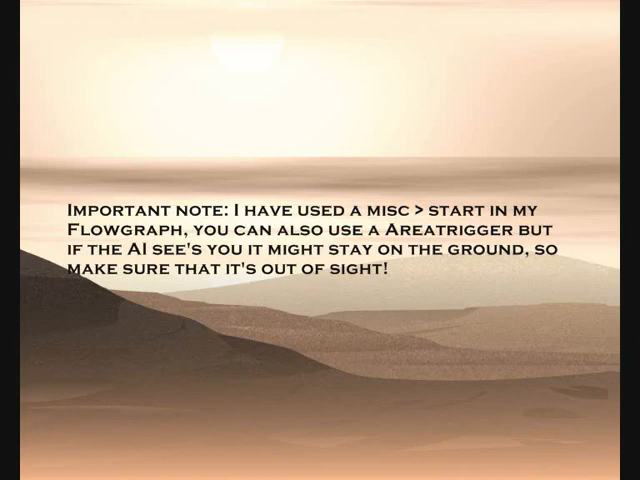 Important note: I have used a misc > start in my
Flowgraph, you can also use a Areatrigger but
if the AI see's you it might stay on the ground, so
make sure that it's out of sight!